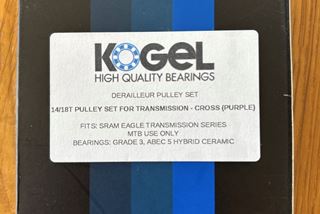 KOGEL
HIGH QUALITY BEARINGS
DERAILLEUR PULLEY SET
14/18T PULLEY SET FOR TRANSMISSION - CROSS (PURPLE)
FITS: SRAM EAGLE TRANSMISSION SERIES
MTB USE ONLY
BEARINGS: GRADE 3, ABEC 5 HYBRID CERAMIC